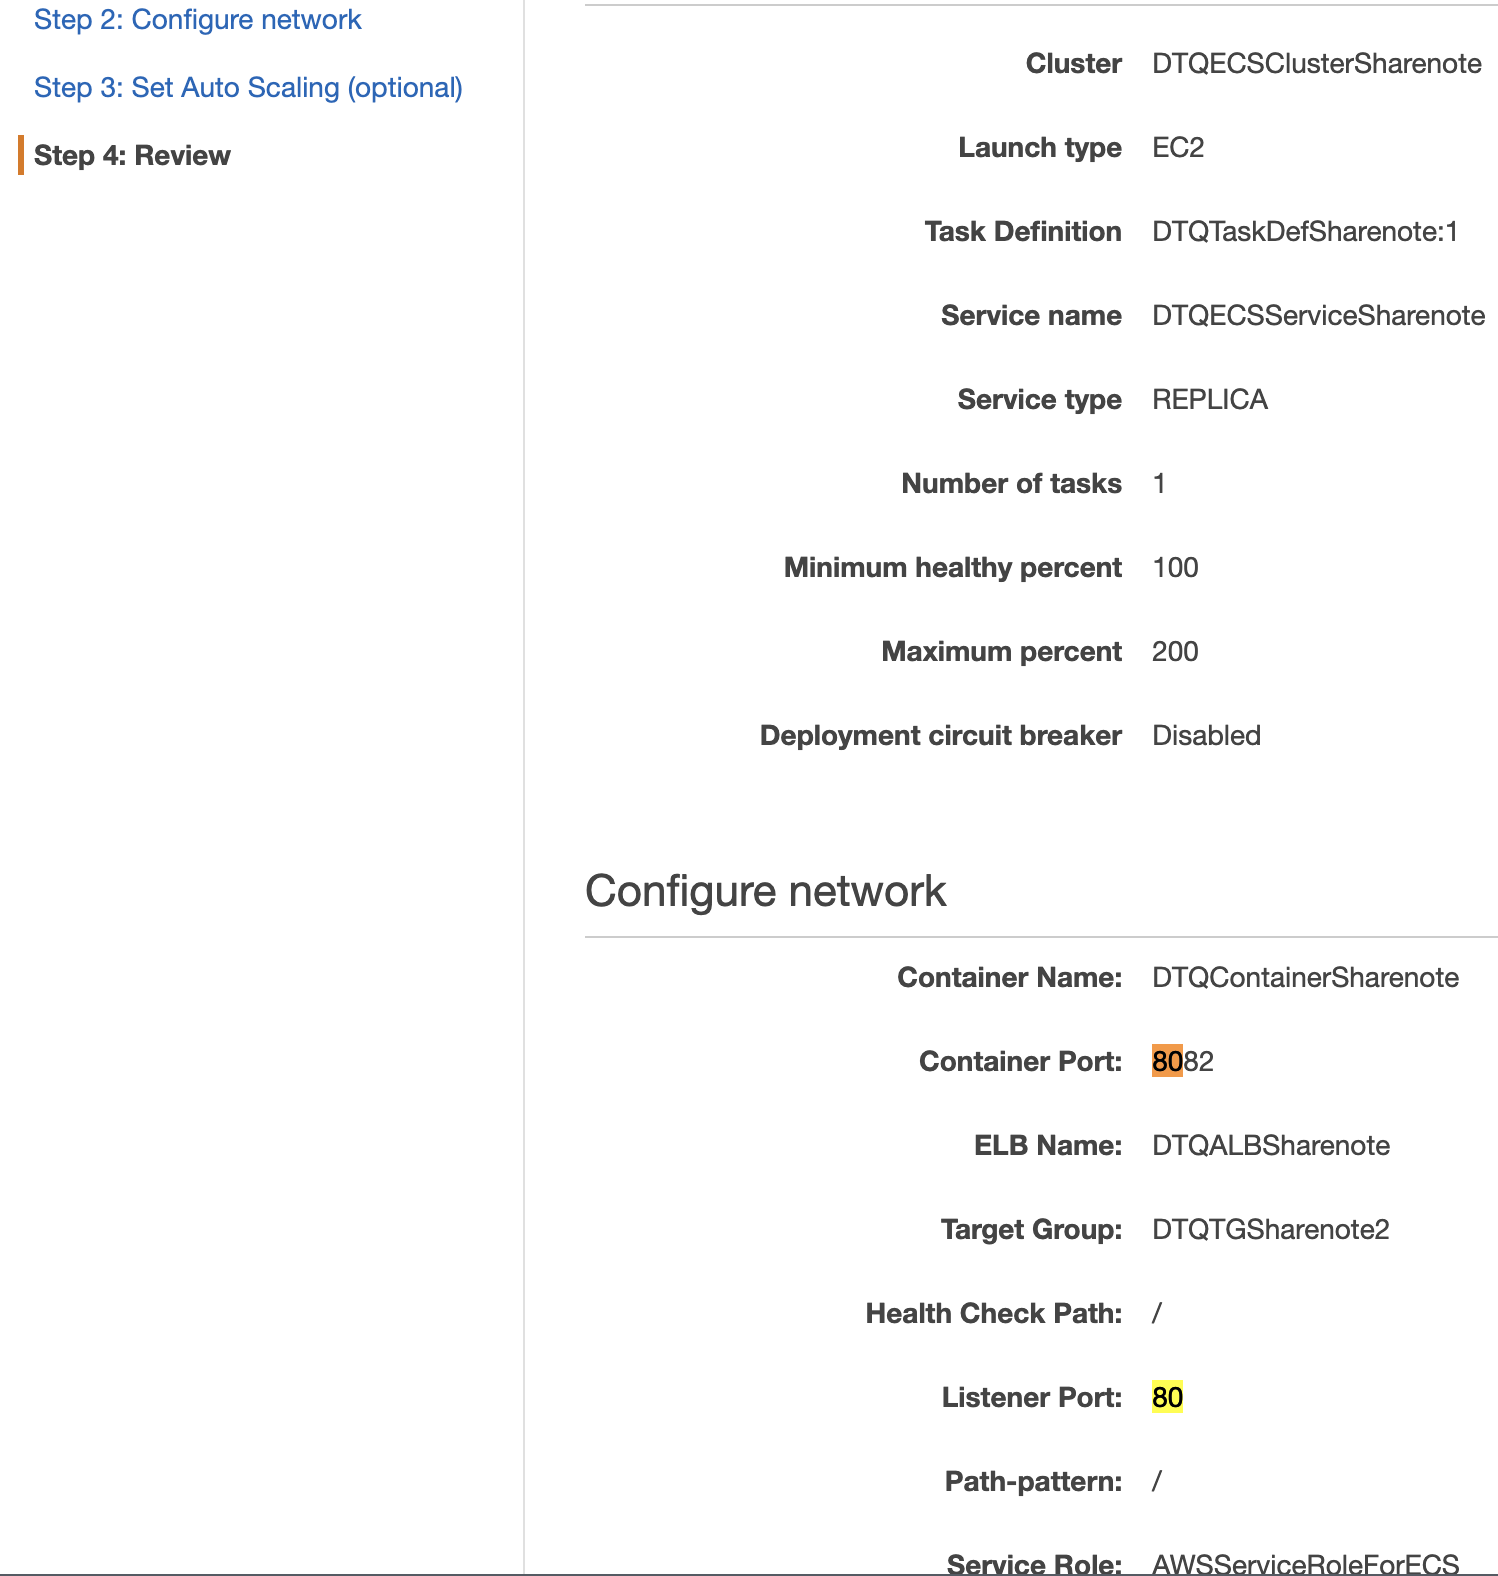 Step 2: Configure network
Step 3: Set Auto Scaling (optional)
Step 4: Review
Cluster DTQECSClusterSharenote
Launch type EC2
Task Definition DTQTaskDefSharenote:1
Service name DTQECSServiceSharenote
Service type REPLICA
Number of tasks 1
Minimum healthy percent 100
Maximum percent 200
Deployment circuit breaker Disabled
Configure network
Container Name: DTQContainerSharenote
Container Port: 8082
ELB Name: DTQALBSharenote
Target Group: DTQTGSharenote2
Health Check Path: /
Listener Port: 80
Path-pattern: /
Service Role: AWSServiceRoleForECS